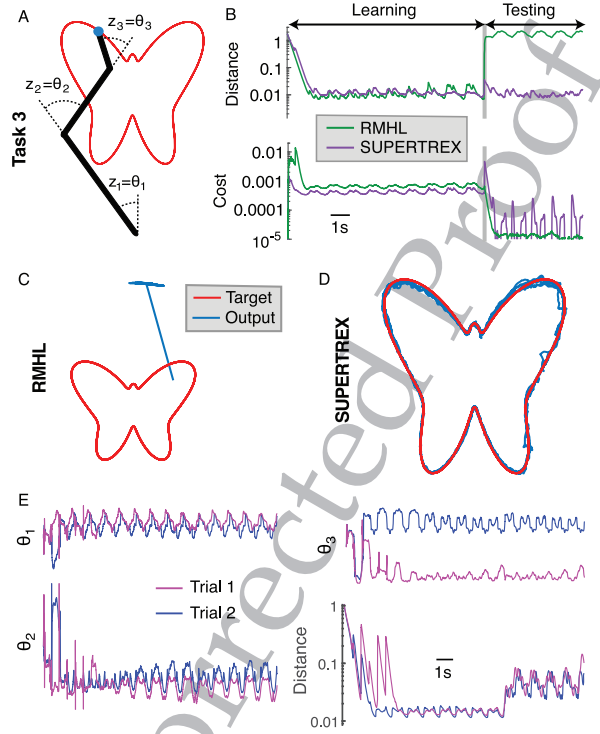 A
z₃=θ₃
z₂=θ₂
z₁=θ₁
Task 3
B
Learning
Testing
Distance
1
0.1
0.01
RMHL
SUPERTREX
Cost
0.01
0.001
0.0001
10⁻⁵
1s
C
Target
Output
RMHL
D
SUPERTREX
E
θ₁
θ₂
Trial 1
Trial 2
θ₃
Distance
1
0.1
0.01
1s
orrected Proof